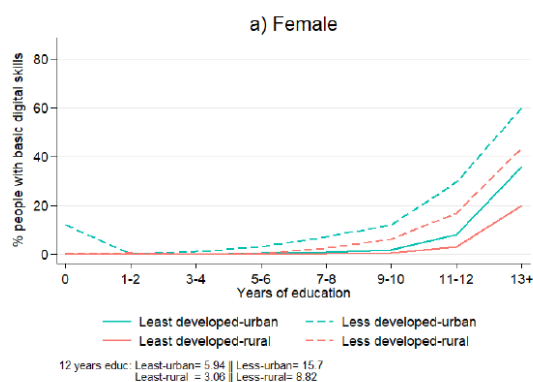 a) Female
% people with basic digital skills
80
60
40
20
0
0 1-2 3-4 5-6 7-8 9-10 11-12 13+
Years of education
Least developed-urban Less developed-urban
Least developed-rural Less developed-rural
12 years educ: Least-urban= 5.94 || Less-urban= 15.7
Least-rural = 3.06 || Less-rural= 8.82